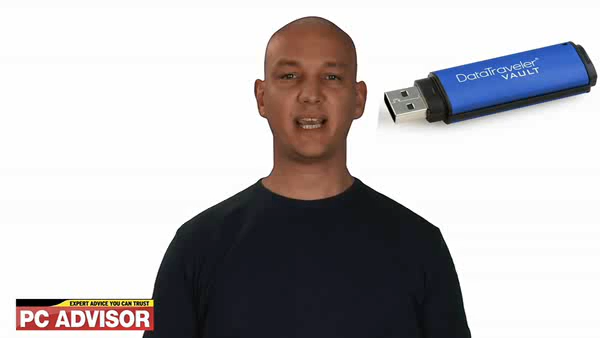 DataTraveler®
VAULT
EXPERT ADVICE YOU CAN TRUST
PC ADVISOR